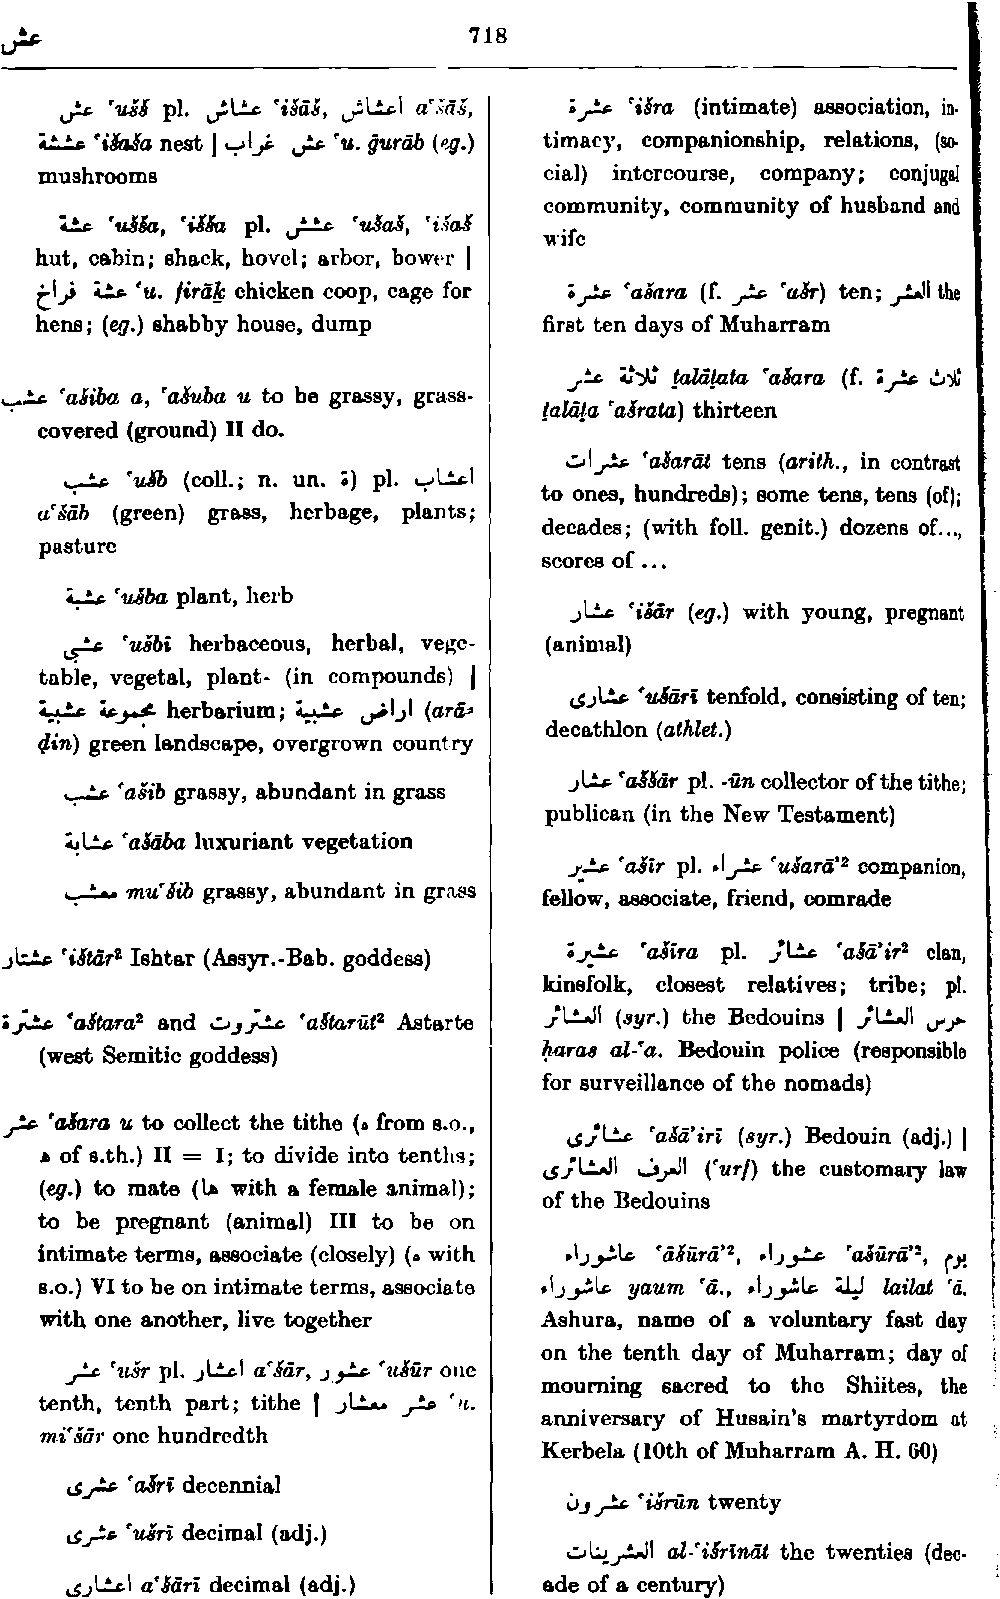 عش
718
عش ʿušš pl. عشاش ʿišāš, اعشاش aʿšāš,
عششة ʿišaša nest | عش غراب ʿu. ḡurāb (eg.)
mushrooms
عشة ʿušša, ʿišša pl. عشش ʿušaš, ʿišaš
hut, cabin; shack, hovel; arbor, bower |
عشة فراخ ʿu. firāḵ chicken coop, cage for
hens; (eg.) shabby house, dump
عشب ʿašiba a, ʿašuba u to be grassy, grass-
covered (ground) II do.
عشب ʿušb (coll.; n. un. ة) pl. اعشاب
aʿšāb (green) grass, herbage, plants;
pasture
عشبة ʿušba plant, herb
عشبي ʿušbī herbaceous, herbal, vege-
table, vegetal, plant- (in compounds) |
مجموعة عشبية herbarium; اراض عشبية (arā-
ḍin) green landscape, overgrown country
عشب ʿašib grassy, abundant in grass
عشابة ʿašāba luxuriant vegetation
معشب muʿšib grassy, abundant in grass
عشتار ʿištār² Ishtar (Assyr.-Bab. goddess)
عشترة ʿaštara² and عشتروت ʿaštarūt² Astarte
(west Semitic goddess)
عشر ʿašara u to collect the tithe (ه from s.o.,
ه of s.th.) II = I; to divide into tenths;
(eg.) to mate (ها with a female animal);
to be pregnant (animal) III to be on
intimate terms, associate (closely) (ه with
s.o.) VI to be on intimate terms, associate
with one another, live together
عشر ʿušr pl. اعشار aʿšār, عشور ʿušūr one
tenth, tenth part; tithe | عشر معشار ʿu.
miʿšār one hundredth
عشرى ʿašrī decennial
عشرى ʿušrī decimal (adj.)
اعشارى aʿšārī decimal (adj.)
عشرة ʿišra (intimate) association, in-
timacy, companionship, relations, (so-
cial) intercourse, company; conjugal
community, community of husband and
wife
عشرة ʿašara (f. عشر ʿašr) ten; العشر the
first ten days of Muharram
ثلاثة عشر ṯalāṯata ʿašara (f. ثلاث عشرة
ṯalāṯa ʿašrata) thirteen
عشرات ʿašarāt tens (arith., in contrast
to ones, hundreds); some tens, tens (of);
decades; (with foll. genit.) dozens of...,
scores of ...
عشار ʿišār (eg.) with young, pregnant
(animal)
عشارى ʿušārī tenfold, consisting of ten;
decathlon (athlet.)
عشار ʿaššār pl. -ūn collector of the tithe;
publican (in the New Testament)
عشير ʿašīr pl. عشراء ʿušarāʾ² companion,
fellow, associate, friend, comrade
عشيرة ʿašīra pl. عشائر ʿašāʾir² clan,
kinsfolk, closest relatives; tribe; pl.
العشائر (syr.) the Bedouins | حرس العشائر
ḥaras al-ʿa. Bedouin police (responsible
for surveillance of the nomads)
عشائرى ʿašāʾirī (syr.) Bedouin (adj.) |
العرف العشائرى (ʿurf) the customary law
of the Bedouins
عاشوراء ʿāšūrāʾ², عشوراء ʿašūrāʾ², يوم
عاشوراء yaum ʿā., ليلة عاشوراء lailat ʿā.
Ashura, name of a voluntary fast day
on the tenth day of Muharram; day of
mourning sacred to the Shiites, the
anniversary of Husain's martyrdom at
Kerbela (10th of Muharram A. H. 60)
عشرون ʿišrūn twenty
العشرينات al-ʿišrīnāt the twenties (dec-
ade of a century)